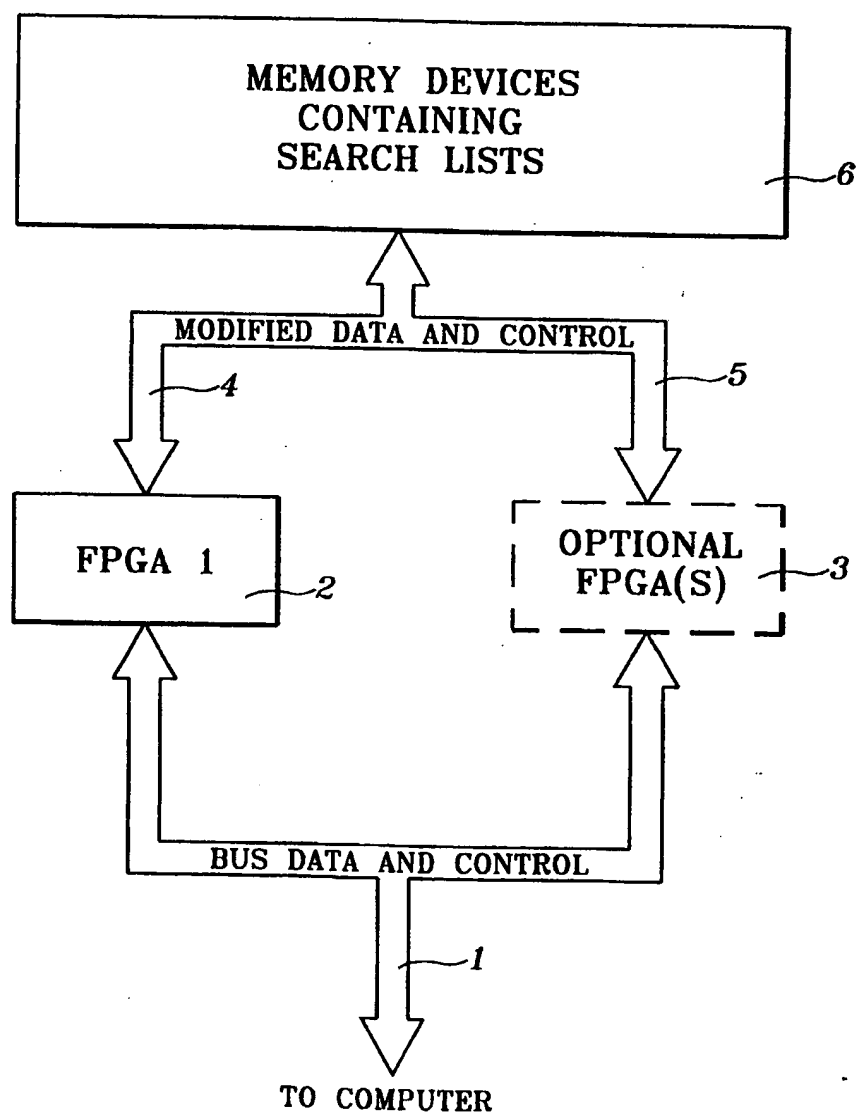 MEMORY DEVICES
CONTAINING
SEARCH LISTS
6
MODIFIED DATA AND CONTROL
4
5
FPGA 1
2
OPTIONAL
FPGA(S)
3
BUS DATA AND CONTROL
1
TO COMPUTER